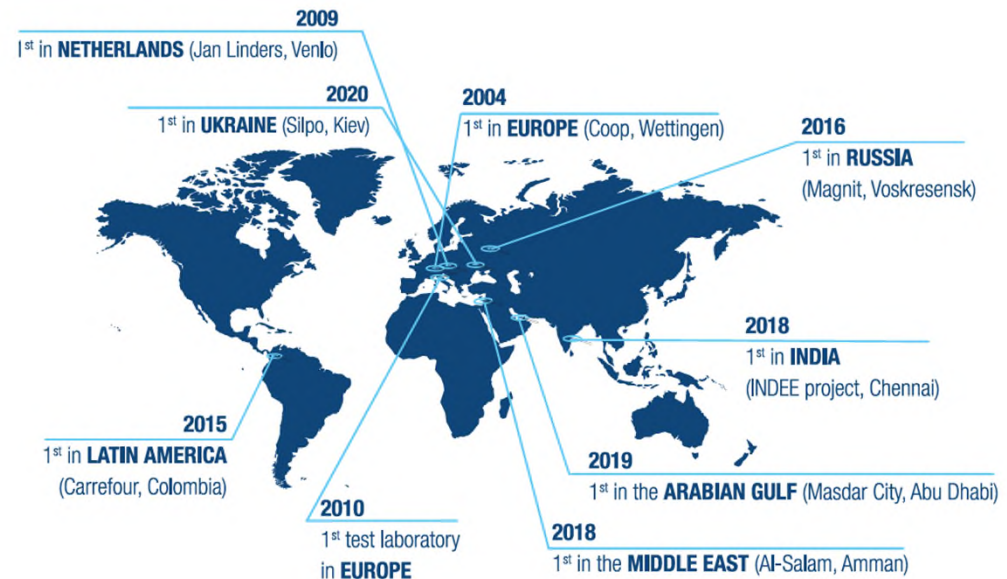 2009
1st in NETHERLANDS (Jan Linders, Venlo)
2020
1st in UKRAINE (Silpo, Kiev)
2004
1st in EUROPE (Coop, Wettingen)
2016
1st in RUSSIA
(Magnit, Voskresensk)
2018
1st in INDIA
(INDEE project, Chennai)
2015
1st in LATIN AMERICA
(Carrefour, Colombia)
2019
1st in the ARABIAN GULF (Masdar City, Abu Dhabi)
2010
1st test laboratory
in EUROPE
2018
1st in the MIDDLE EAST (Al-Salam, Amman)